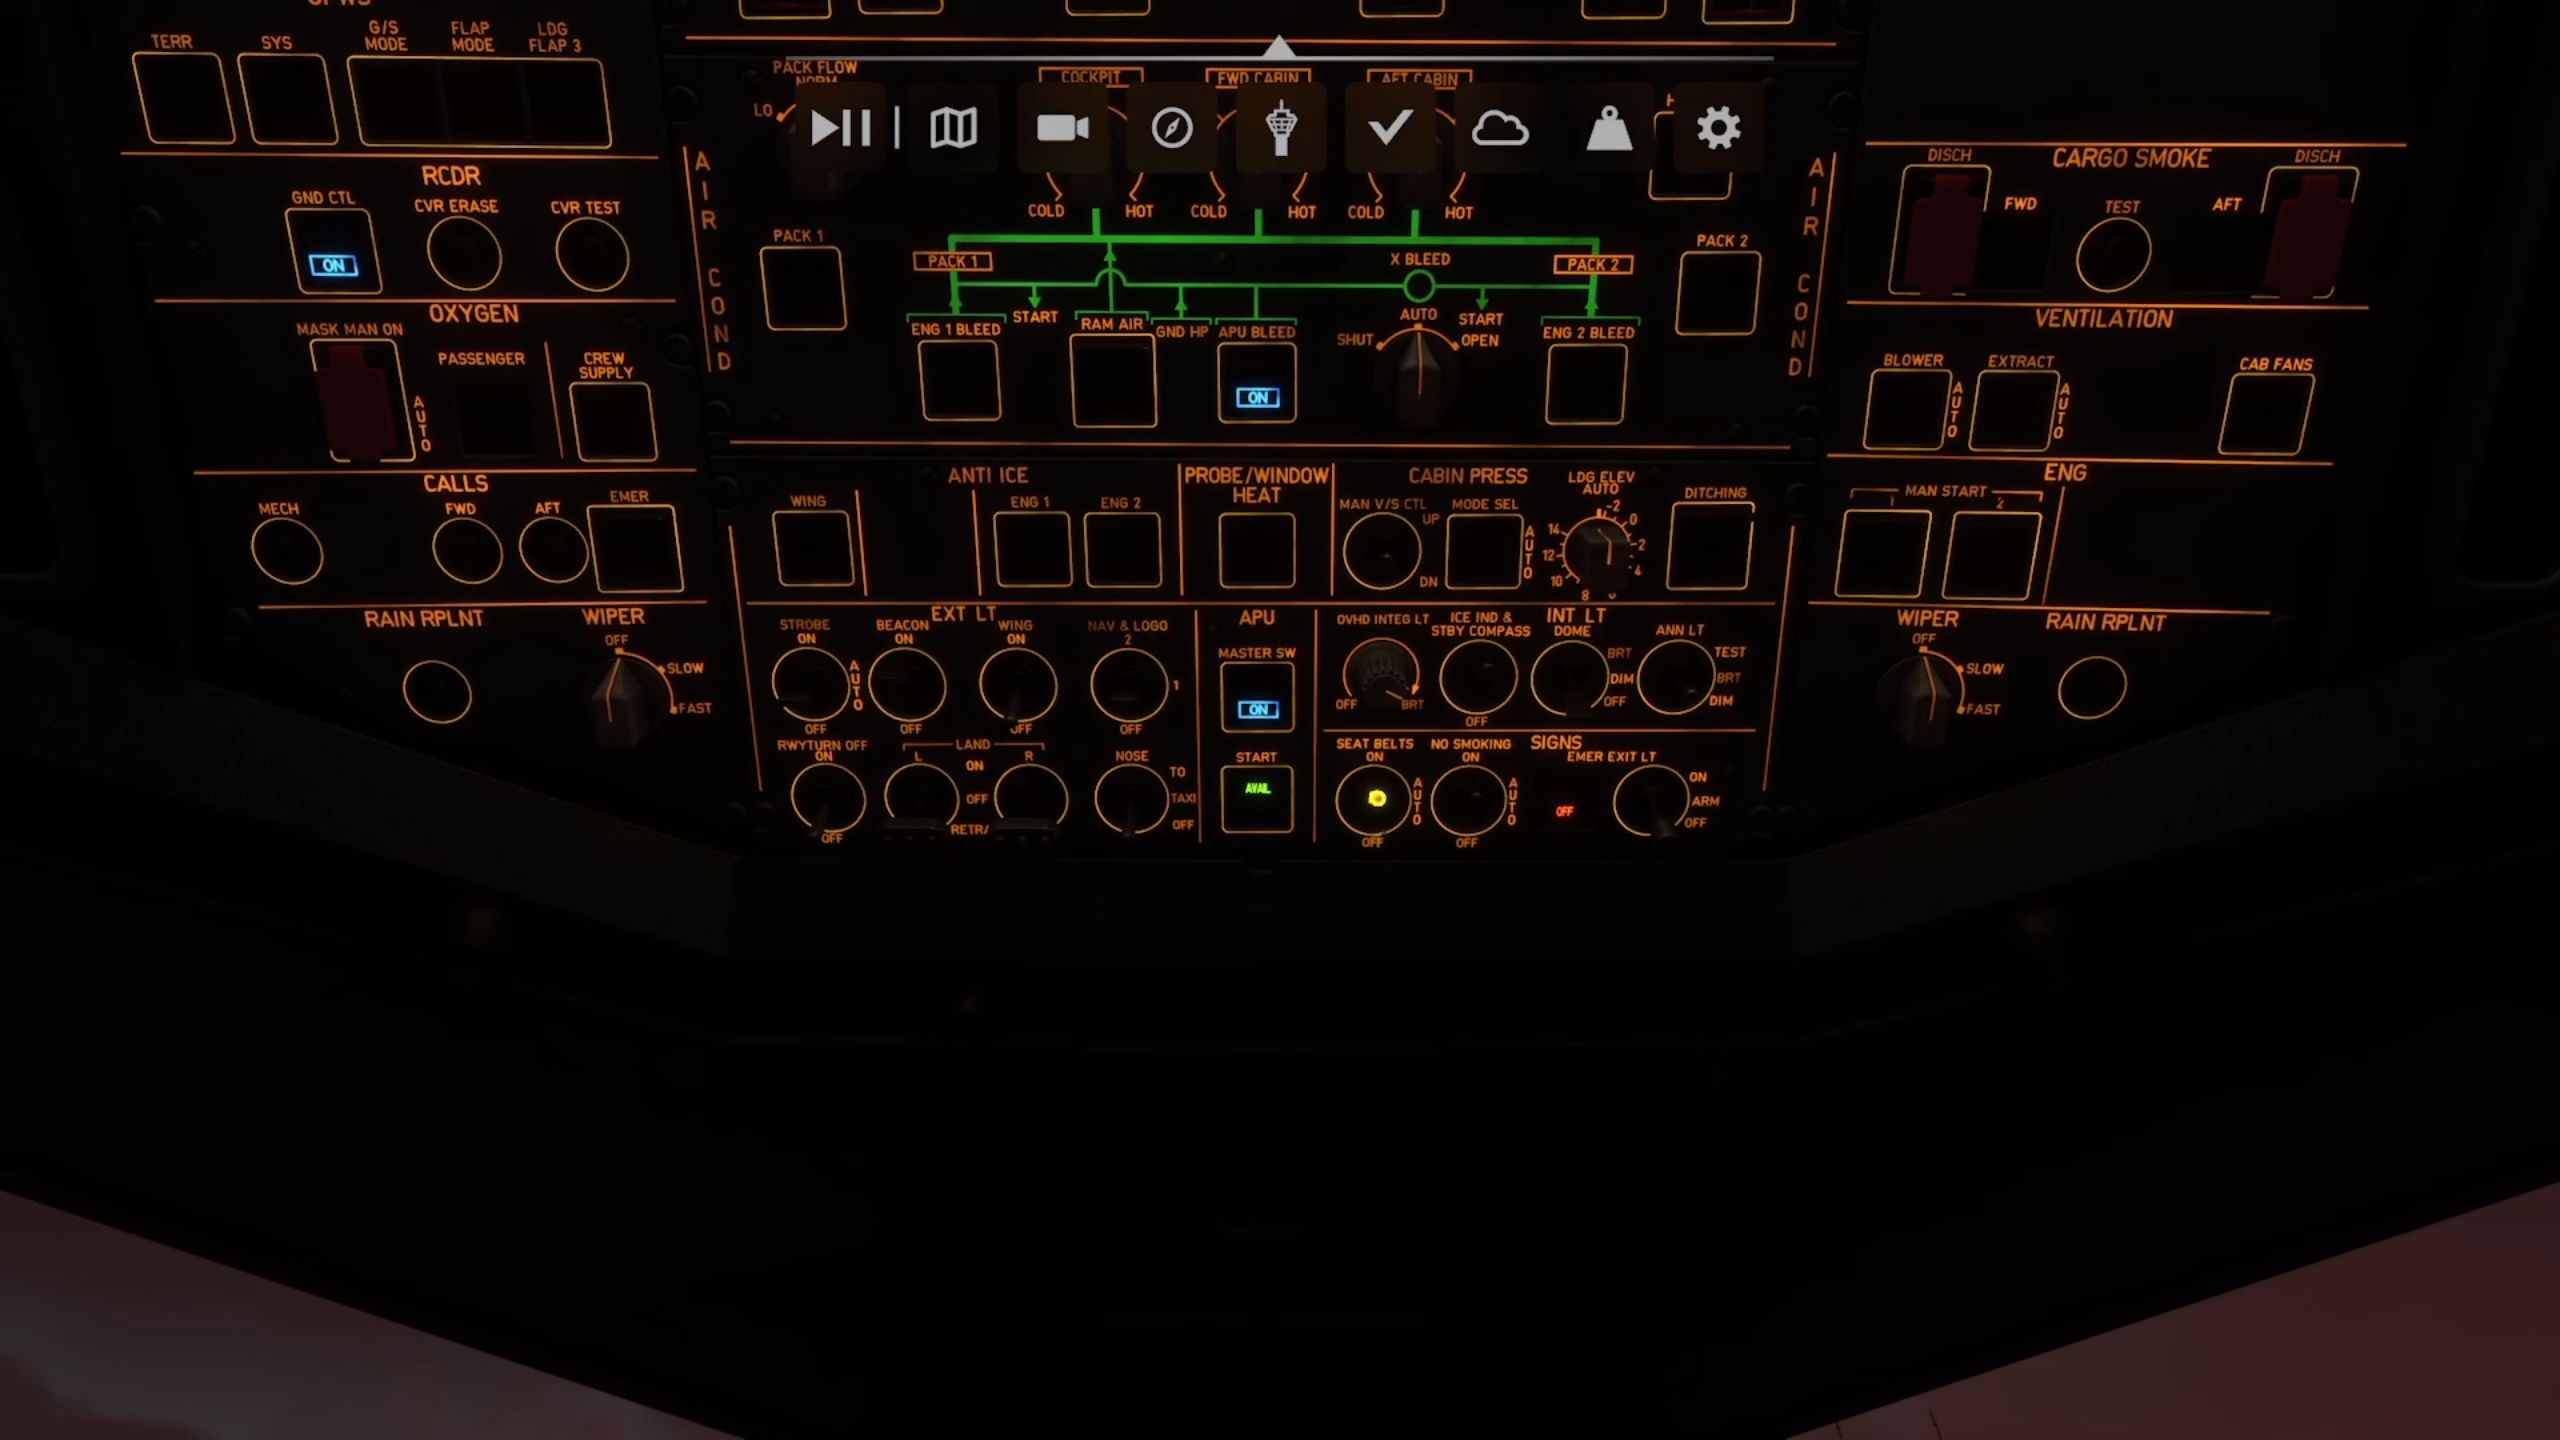 TERR
SYS
G/S
MODE
FLAP
MODE
LDG
FLAP 3
RCDR
GND CTL
CVR ERASE
CVR TEST
ON
OXYGEN
MASK MAN ON
PASSENGER
CREW
SUPPLY
AUTO
CALLS
MECH
FWD
AFT
EMER
RAIN RPLNT
WIPER
OFF
SLOW
FAST
AIR COND
PACK FLOW
NORM
LO
COCKPIT
FWD CABIN
AFT CABIN
COLD
HOT
COLD
HOT
COLD
HOT
PACK 1
PACK 1
X BLEED
PACK 2
PACK 2
ENG 1 BLEED
START
RAM AIR
GND HP
APU BLEED
AUTO
START
SHUT
OPEN
ENG 2 BLEED
ON
AIR COND
ANTI ICE
WING
ENG 1
ENG 2
PROBE/WINDOW
HEAT
CABIN PRESS
MAN V/S CTL
UP
DN
MODE SEL
AUTO
LDG ELEV
AUTO
-2
0
2
4
8
10
12
14
DITCHING
EXT LT
STROBE
ON
AUTO
OFF
BEACON
ON
OFF
WING
ON
OFF
NAV & LOGO
2
1
OFF
RWYTURN OFF
ON
OFF
LAND
L
R
ON
OFF
NOSE
TO
TAXI
OFF
APU
MASTER SW
ON
START
AVAIL
INT LT
OVHD INTEG LT
OFF
BRT
ICE IND &
STBY COMPASS
OFF
DOME
BRT
DIM
OFF
ANN LT
TEST
BRT
DIM
SIGNS
SEAT BELTS
ON
AUTO
OFF
NO SMOKING
ON
AUTO
OFF
EMER EXIT LT
OFF
ON
ARM
OFF
CARGO SMOKE
DISCH
FWD
TEST
AFT
DISCH
VENTILATION
BLOWER
AUTO
EXTRACT
AUTO
CAB FANS
ENG
MAN START
1
2
WIPER
OFF
SLOW
FAST
RAIN RPLNT